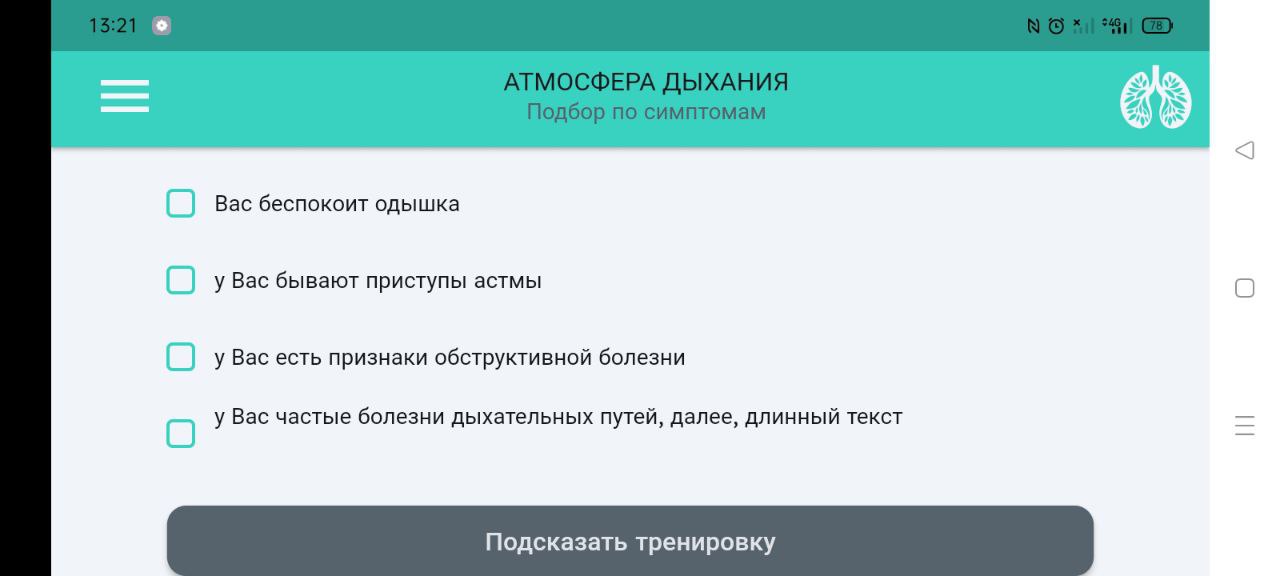 13:21
4G
78
АТМОСФЕРА ДЫХАНИЯ
Подбор по симптомам
Вас беспокоит одышка
у Вас бывают приступы астмы
у Вас есть признаки обструктивной болезни
у Вас частые болезни дыхательных путей, далее, длинный текст
Подсказать тренировку